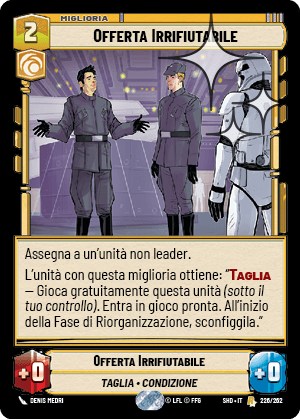 MIGLIORIA
2
OFFERTA IRRIFIUTABILE
Assegna a un'unità non leader.
L'unità con questa miglioria ottiene: "TAGLIA
— Gioca gratuitamente questa unità (sotto il
tuo controllo). Entra in gioco pronta. All'inizio
della Fase di Riorganizzazione, sconfiggila."
OFFERTA IRRIFIUTABILE
+0
TAGLIA • CONDIZIONE
+0
DENIS MEDRI
© LFL © FFG
SHD • IT
226/262